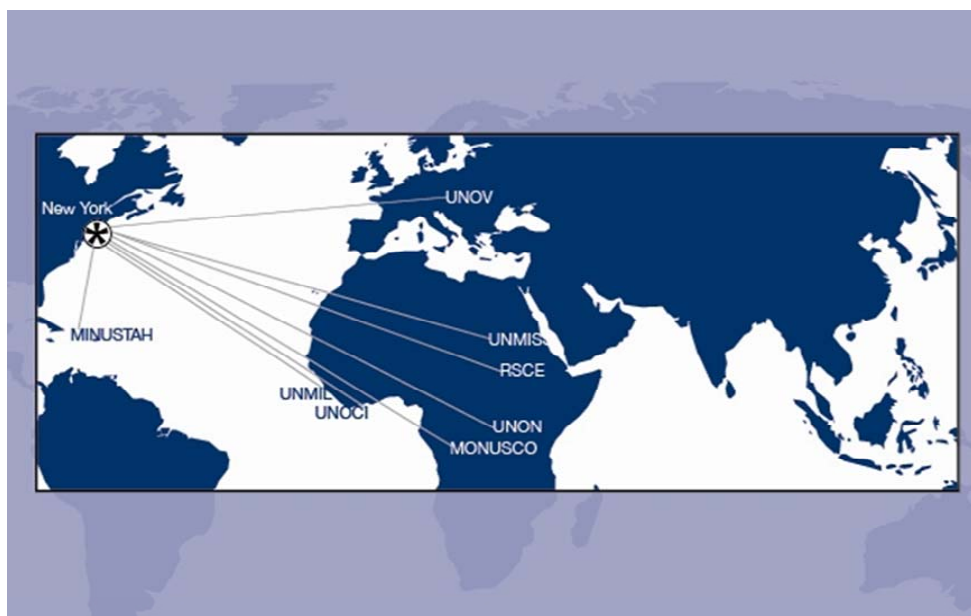 UNOV
New York
MINUSTAH
UNMIS
RSCE
UNMIL
UNOCI
UNON
MONUSCO